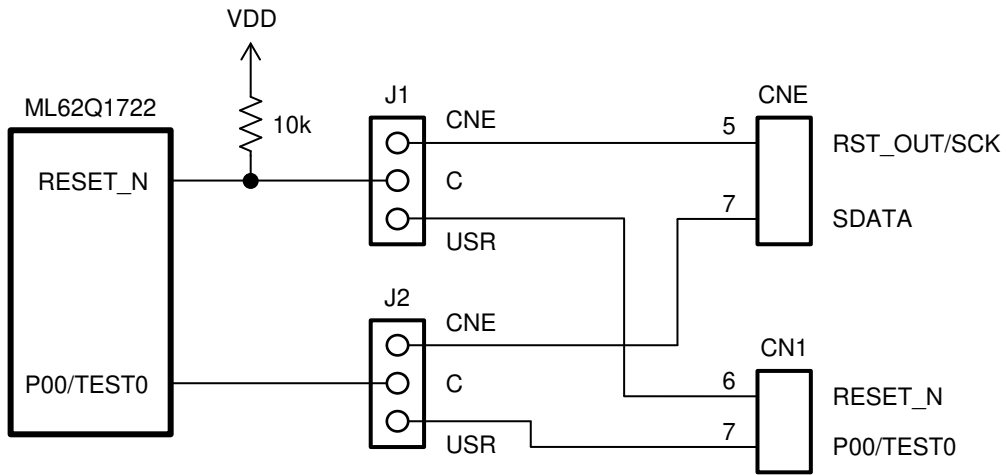 VDD
ML62Q1722
10k
J1
CNE
CNE
5
RST_OUT/SCK
RESET_N
C
7
SDATA
USR
J2
CNE
CN1
P00/TEST0
C
6
RESET_N
USR
7
P00/TEST0